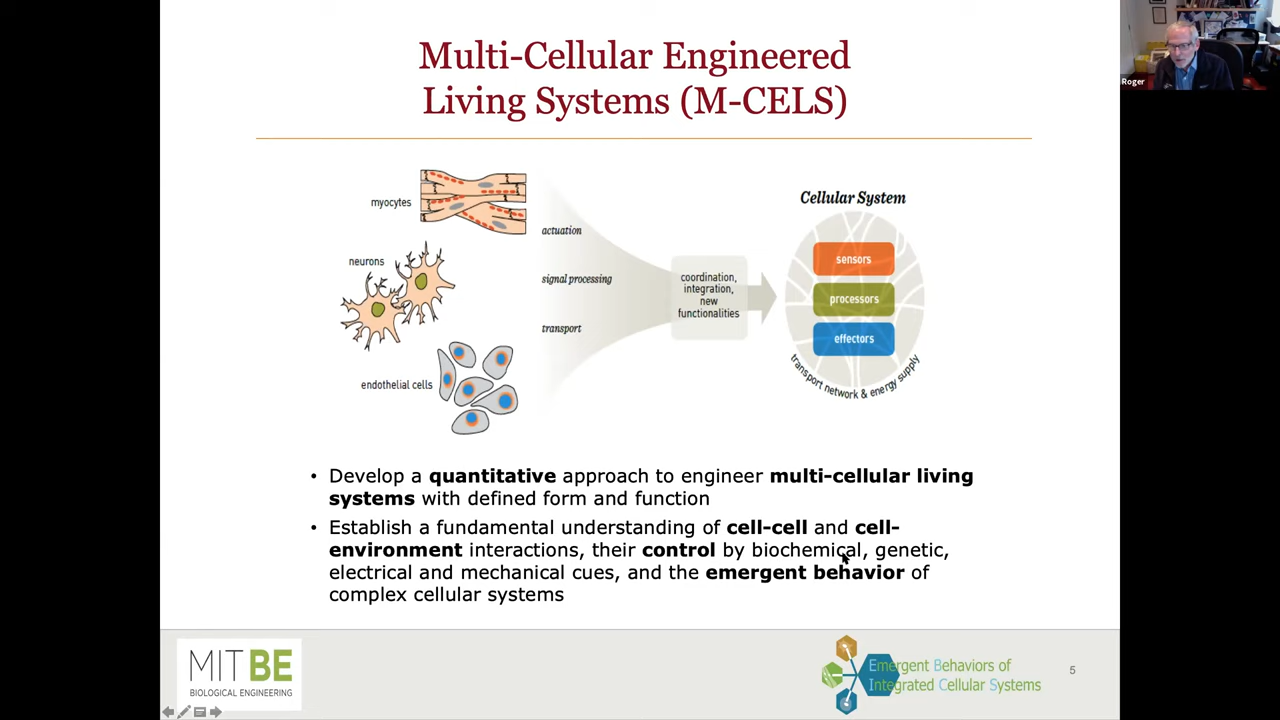 Multi-Cellular Engineered
Living Systems (M-CELS)
Roger
myocytes
neurons
endothelial cells
actuation
signal processing
transport
coordination,
integration,
new
functionalities
Cellular System
sensors
processors
effectors
transport network & energy supply
• Develop a quantitative approach to engineer multi-cellular living
systems with defined form and function
• Establish a fundamental understanding of cell-cell and cell-
environment interactions, their control by biochemical, genetic,
electrical and mechanical cues, and the emergent behavior of
complex cellular systems
MIT BE
BIOLOGICAL ENGINEERING
Emergent Behaviors of
Integrated Cellular Systems
5